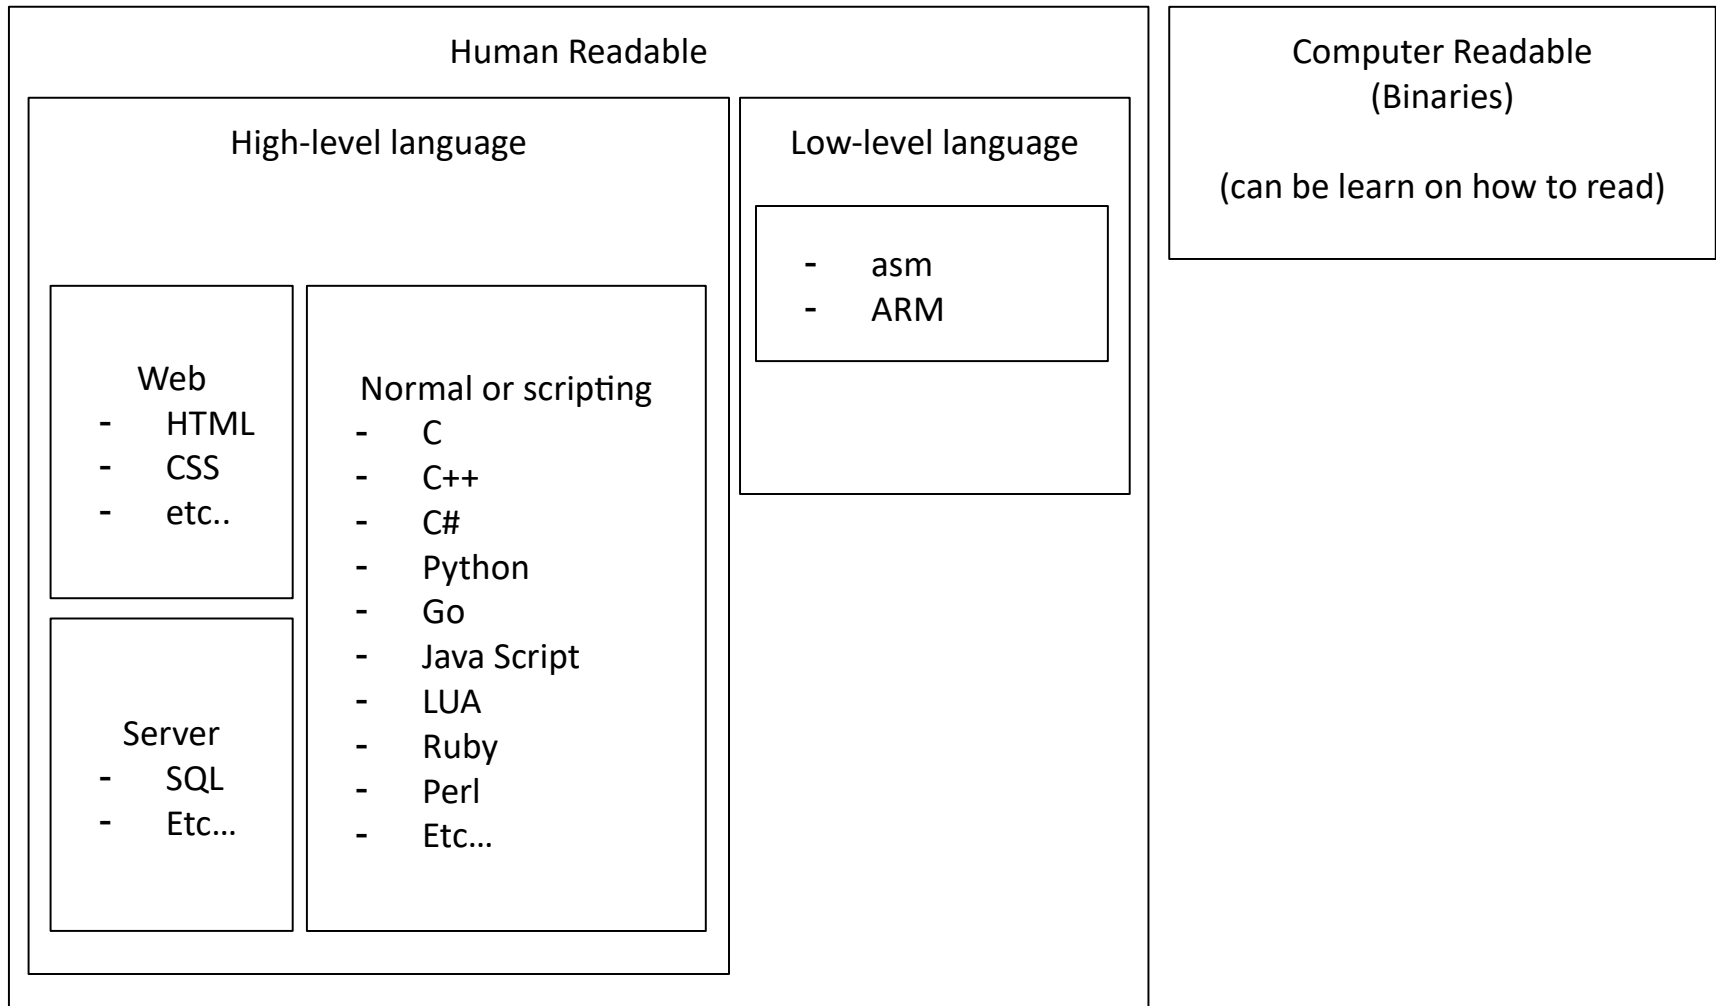 Human Readable
High-level language
Web
- HTML
- CSS
- etc..
Server
- SQL
- Etc...
Normal or scripting
- C
- C++
- C#
- Python
- Go
- Java Script
- LUA
- Ruby
- Perl
- Etc...
Low-level language
- asm
- ARM
Computer Readable
(Binaries)
(can be learn on how to read)